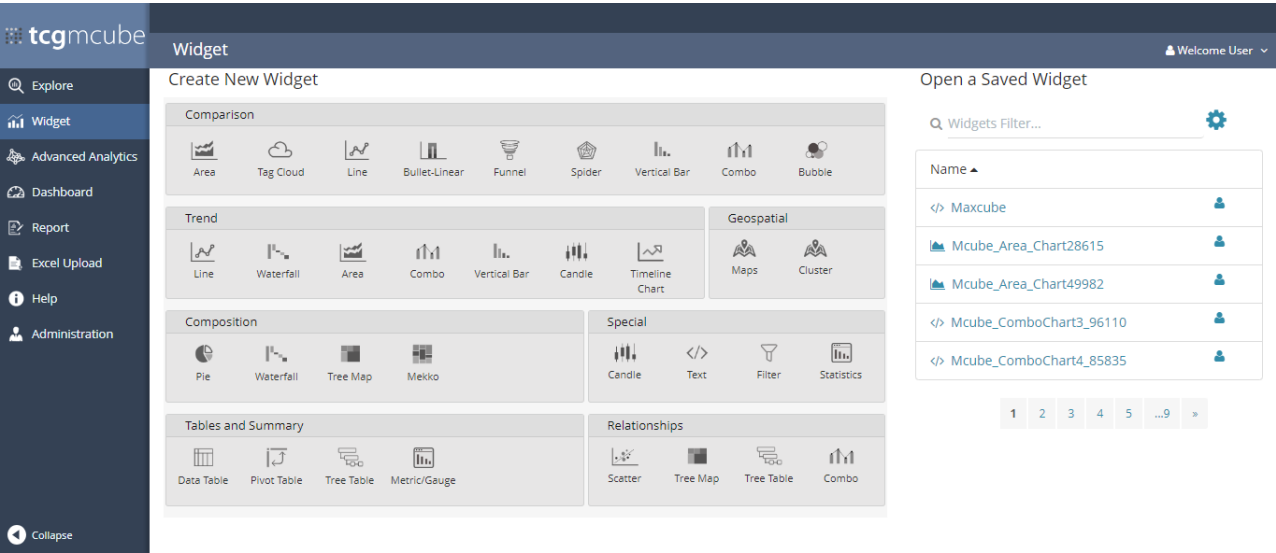 tcgmcube
Widget
Welcome User
Explore
Widget
Advanced Analytics
Dashboard
Report
Excel Upload
Help
Administration
Collapse
Create New Widget
Comparison
Area
Tag Cloud
Line
Bullet-Linear
Funnel
Spider
Vertical Bar
Combo
Bubble
Trend
Line
Waterfall
Area
Combo
Vertical Bar
Candle
Timeline
Chart
Geospatial
Maps
Cluster
Composition
Pie
Waterfall
Tree Map
Mekko
Special
Candle
Text
Filter
Statistics
Tables and Summary
Data Table
Pivot Table
Tree Table
Metric/Gauge
Relationships
Scatter
Tree Map
Tree Table
Combo
Open a Saved Widget
Widgets Filter...
Name
Maxcube
Mcube_Area_Chart28615
Mcube_Area_Chart49982
Mcube_ComboChart3_96110
Mcube_ComboChart4_85835
1 2 3 4 5 ...9 »